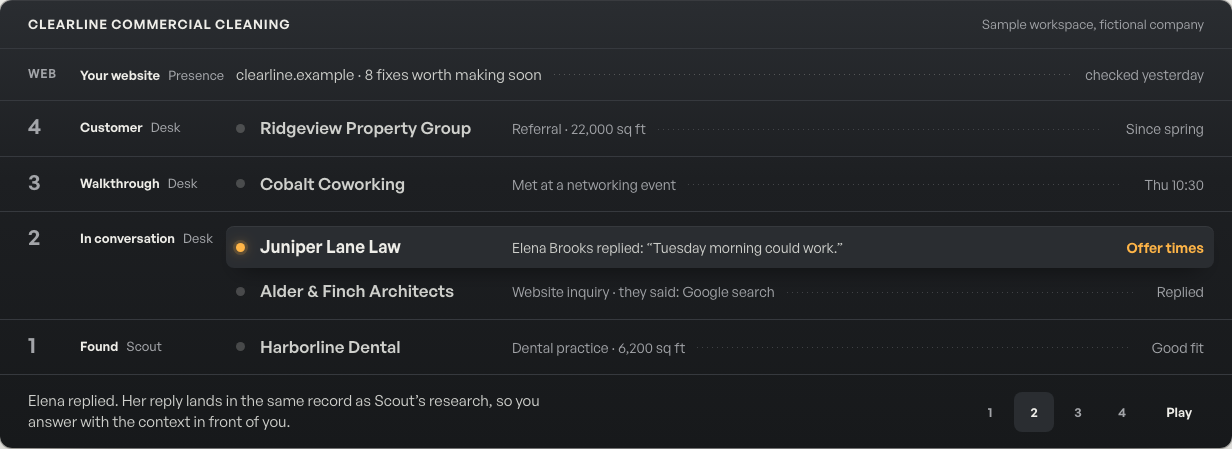 CLEARLINE COMMERCIAL CLEANING Sample workspace, fictional company
WEB Your website Presence clearline.example · 8 fixes worth making soon checked yesterday
4 Customer Desk Ridgeview Property Group Referral · 22,000 sq ft Since spring
3 Walkthrough Desk Cobalt Coworking Met at a networking event Thu 10:30
2 In conversation Desk Juniper Lane Law Elena Brooks replied: “Tuesday morning could work.” Offer times
Alder & Finch Architects Website inquiry · they said: Google search Replied
1 Found Scout Harborline Dental Dental practice · 6,200 sq ft Good fit
Elena replied. Her reply lands in the same record as Scout’s research, so you
answer with the context in front of you.
1 2 3 4 Play